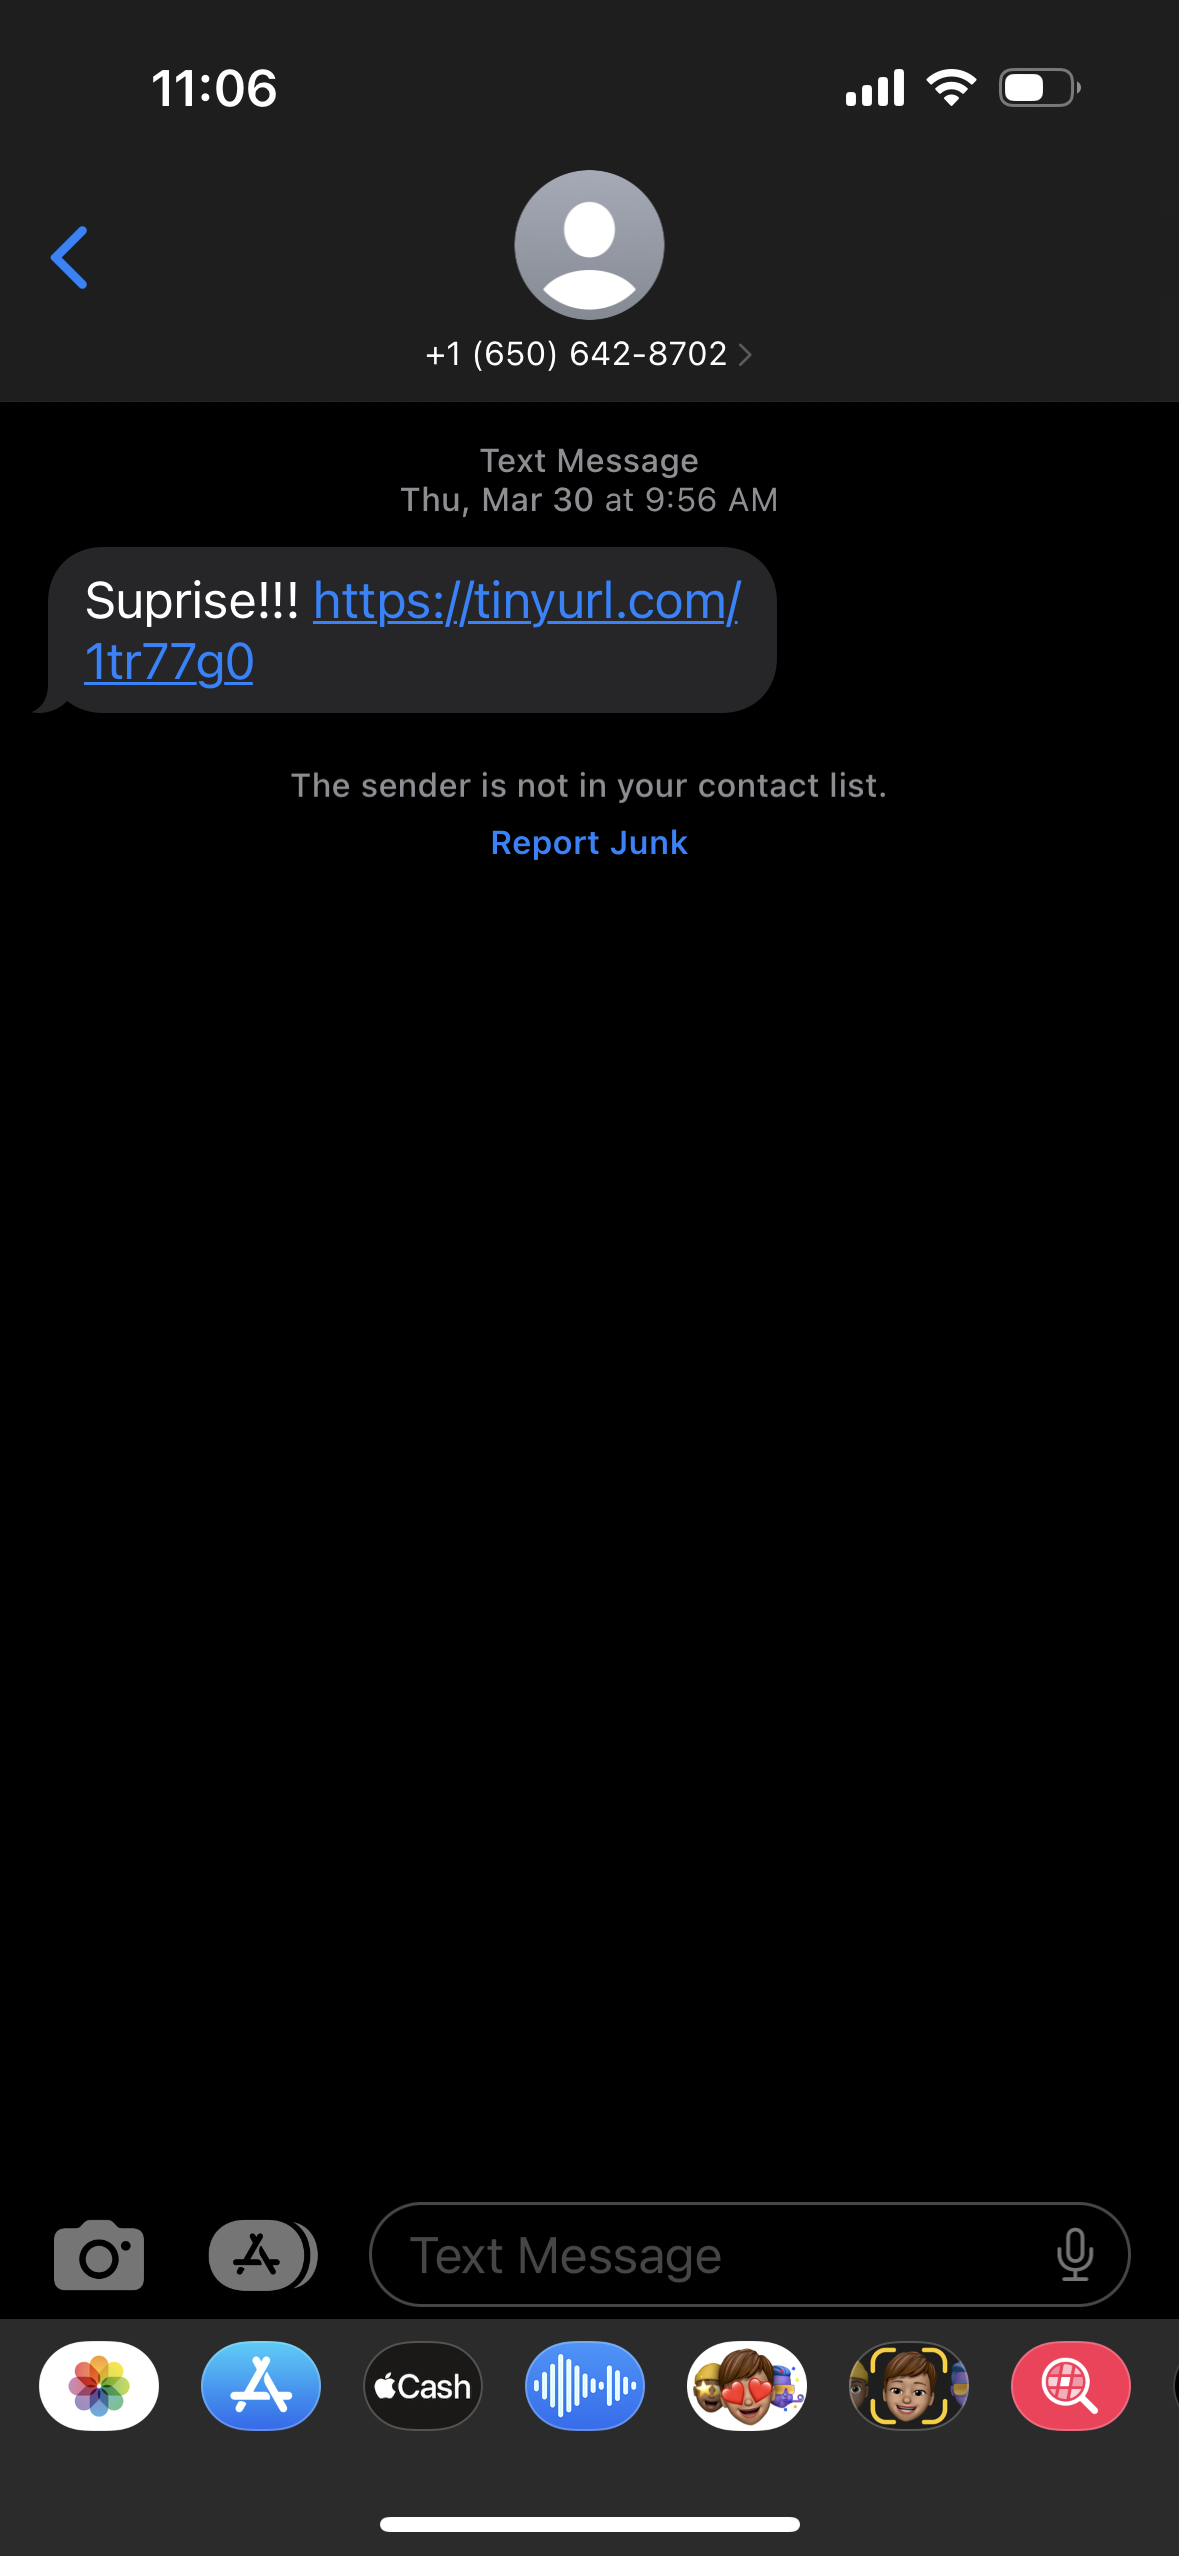 11:06
+1 (650) 642-8702
Text Message
Thu, Mar 30 at 9:56 AM
Suprise!!! https://tinyurl.com/
1tr77g0
The sender is not in your contact list.
Report Junk
Text Message
Cash